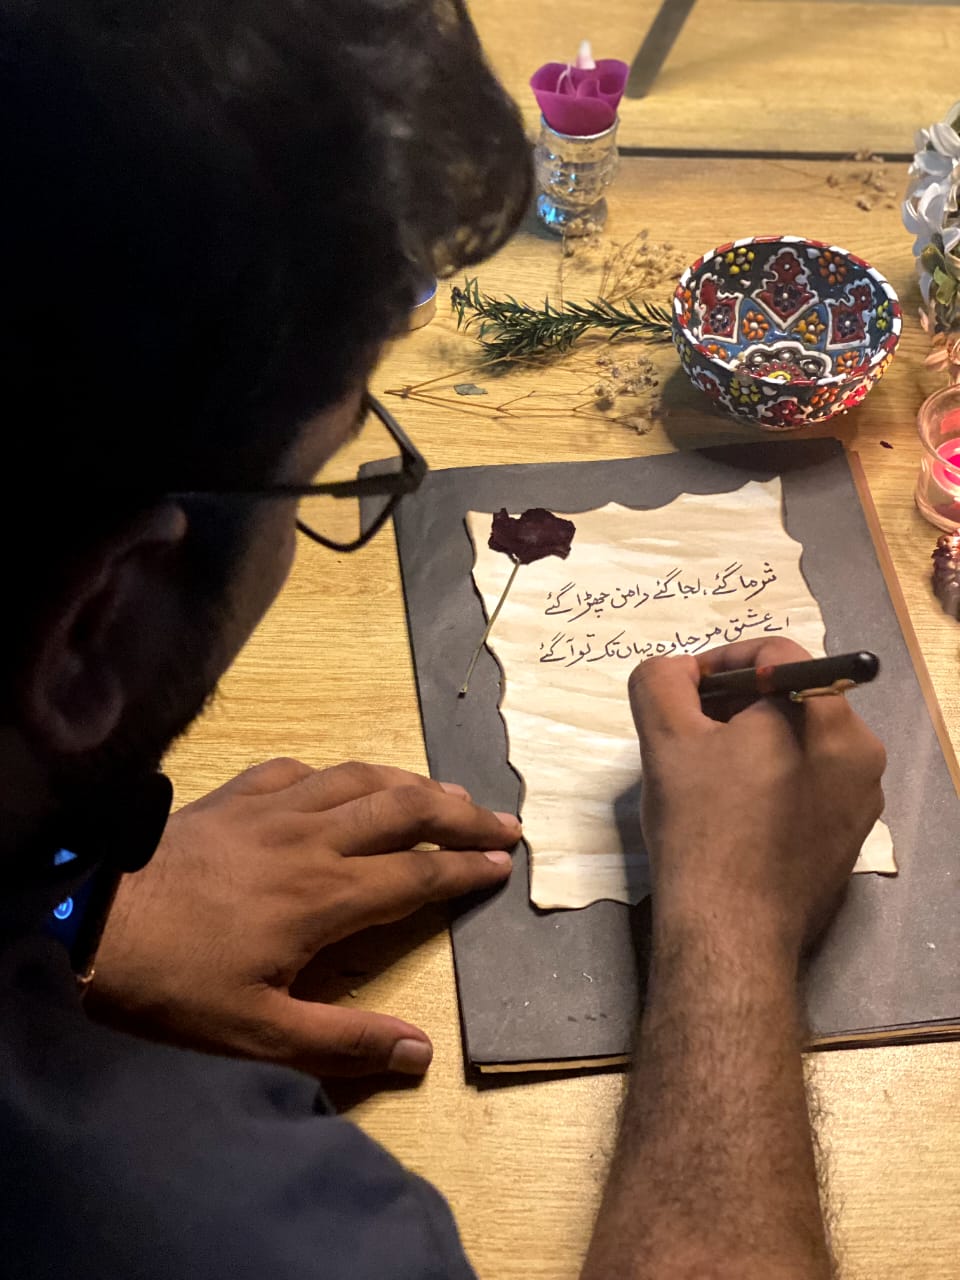 شرما گئے ، لجا گئے دامن چھڑا گئے
اے عشق مرحبا وہ یہاں تک تو آ گئے